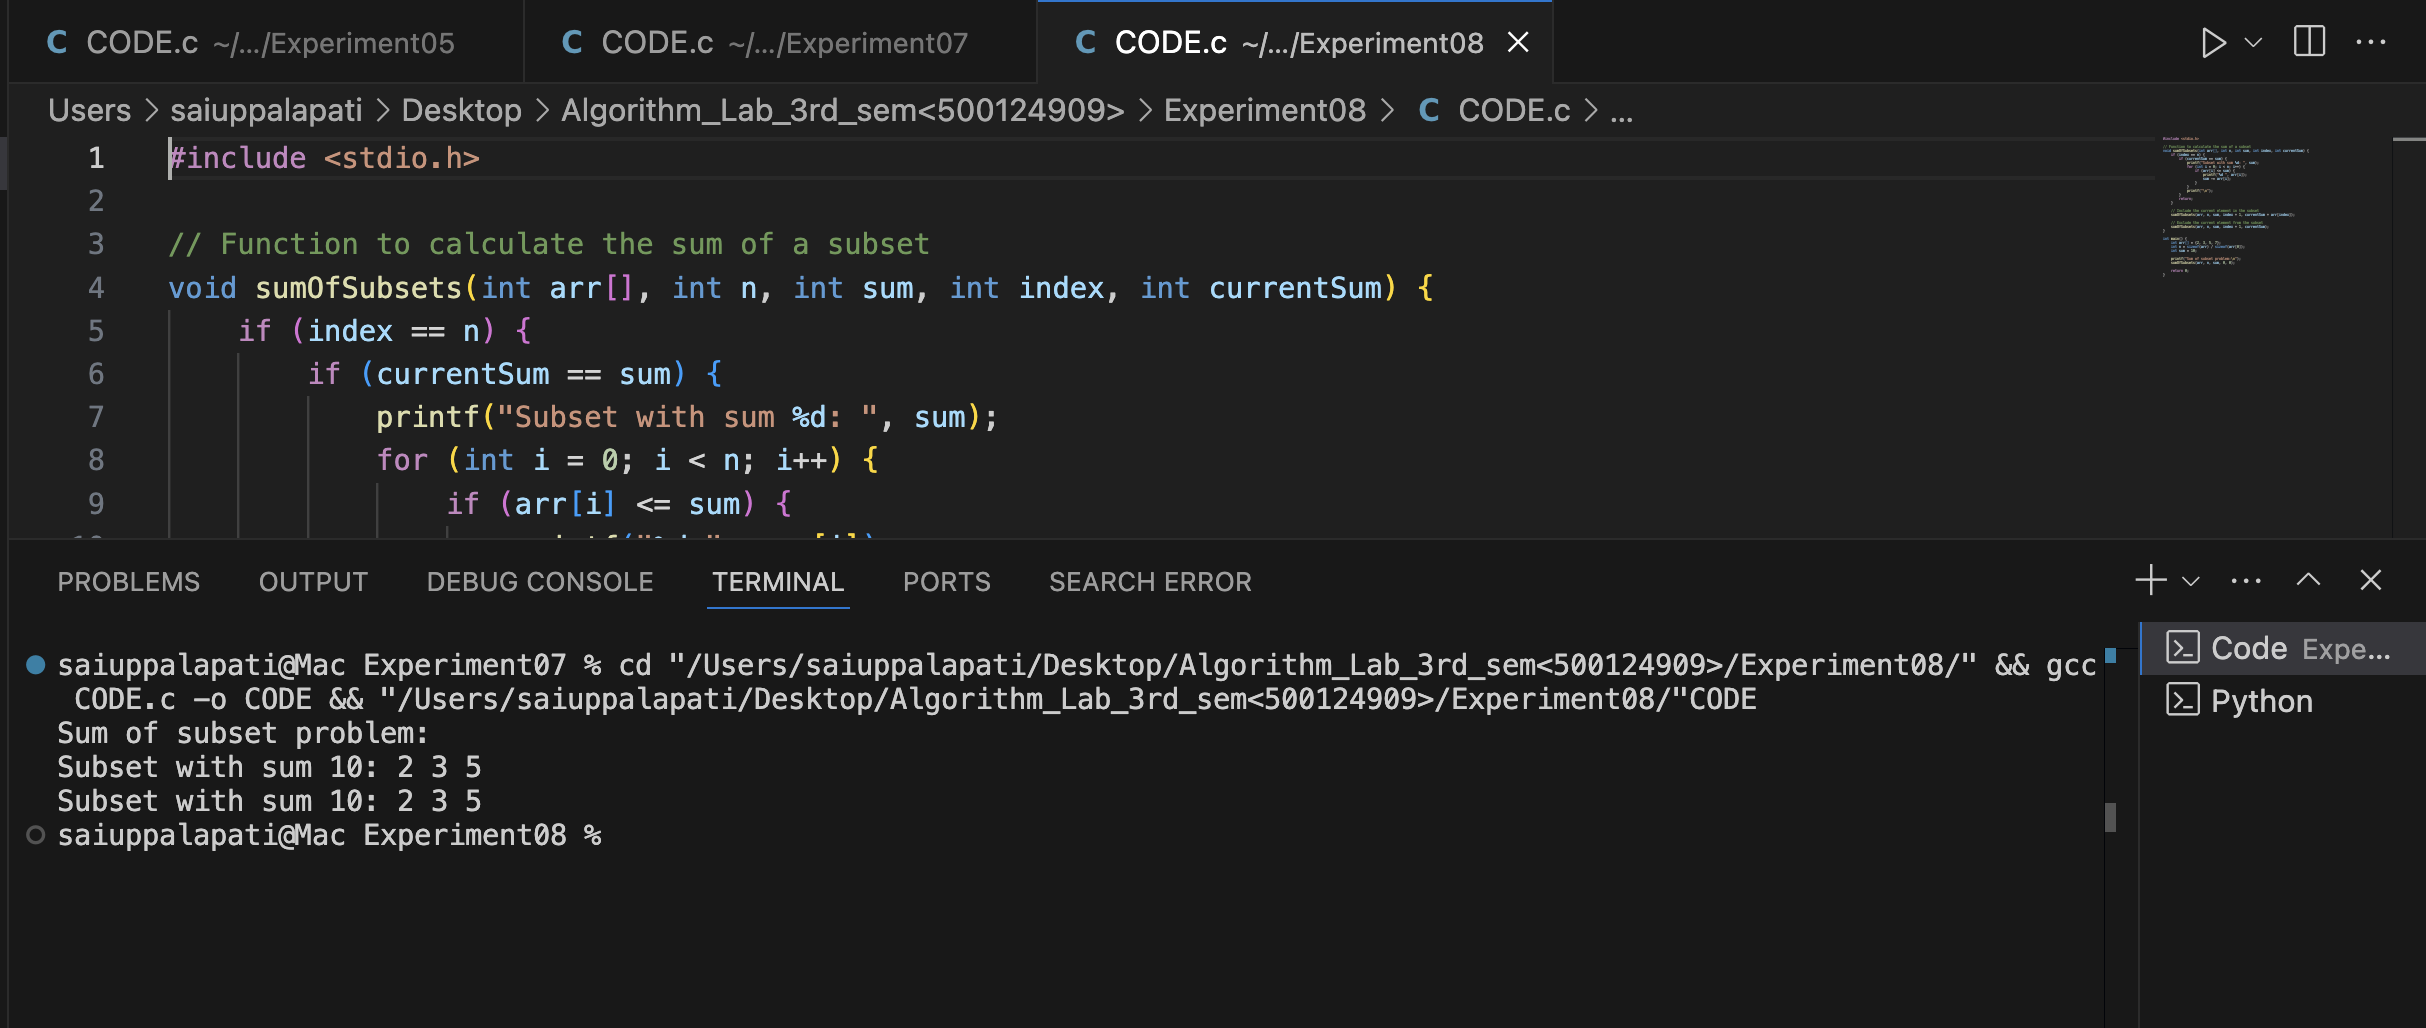 CODE.c ~/.../Experiment05
CODE.c ~/.../Experiment07
CODE.c ~/.../Experiment08
Users > saiuppalapati > Desktop > Algorithm_Lab_3rd_sem<500124909> > Experiment08 > C CODE.c > ...
1 #include <stdio.h>
2
3 // Function to calculate the sum of a subset
4 void sumOfSubsets(int arr[], int n, int sum, int index, int currentSum) {
5 if (index == n) {
6 if (currentSum == sum) {
7 printf("Subset with sum %d: ", sum);
8 for (int i = 0; i < n; i++) {
9 if (arr[i] <= sum) {
PROBLEMS OUTPUT DEBUG CONSOLE TERMINAL PORTS SEARCH ERROR
saiuppalapati@Mac Experiment07 % cd "/Users/saiuppalapati/Desktop/Algorithm_Lab_3rd_sem<500124909>/Experiment08/" && gcc
CODE.c -o CODE && "/Users/saiuppalapati/Desktop/Algorithm_Lab_3rd_sem<500124909>/Experiment08/"CODE
Sum of subset problem:
Subset with sum 10: 2 3 5
Subset with sum 10: 2 3 5
saiuppalapati@Mac Experiment08 %
Code Expe...
Python